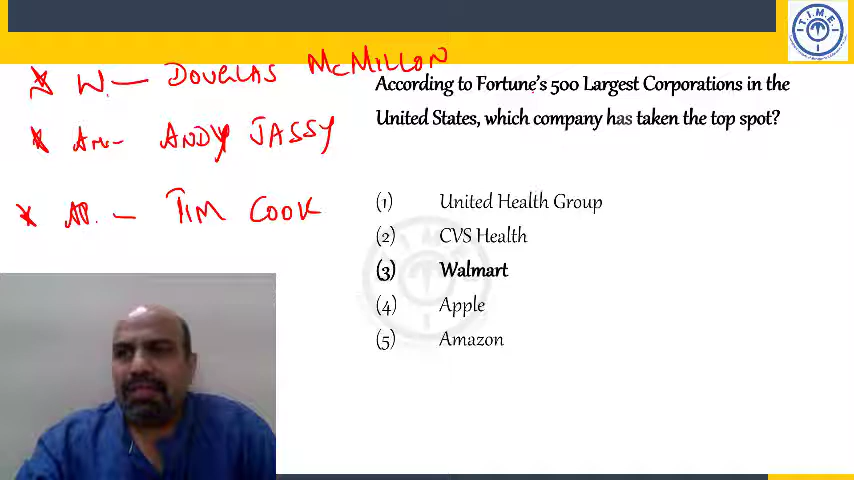 T.I.M.E.
W. — DOUGLAS McMILLON
Am - ANDY JASSY
AP. — TIM COOK
According to Fortune's 500 Largest Corporations in the
United States, which company has taken the top spot?
(1) United Health Group
(2) CVS Health
(3) Walmart
(4) Apple
(5) Amazon